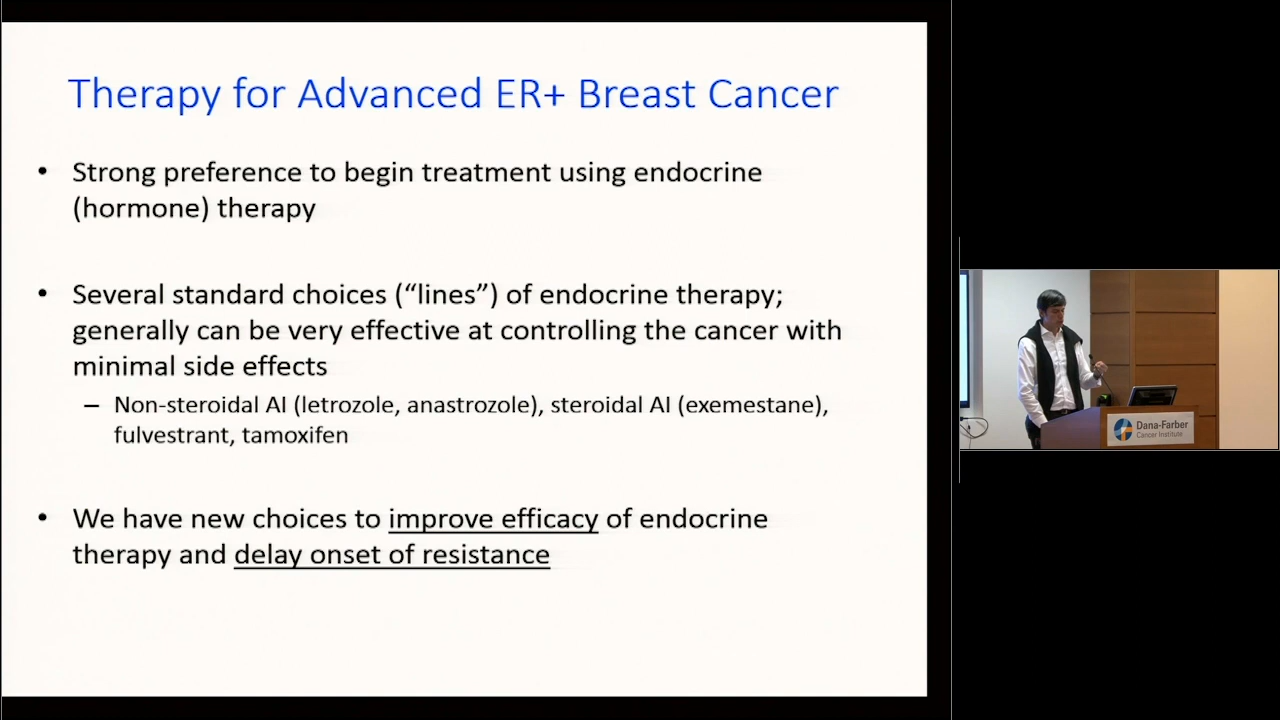 Therapy for Advanced ER+ Breast Cancer
• Strong preference to begin treatment using endocrine
(hormone) therapy
• Several standard choices (“lines”) of endocrine therapy;
generally can be very effective at controlling the cancer with
minimal side effects
– Non-steroidal AI (letrozole, anastrozole), steroidal AI (exemestane),
fulvestrant, tamoxifen
• We have new choices to improve efficacy of endocrine
therapy and delay onset of resistance
Dana-Farber
Cancer Institute